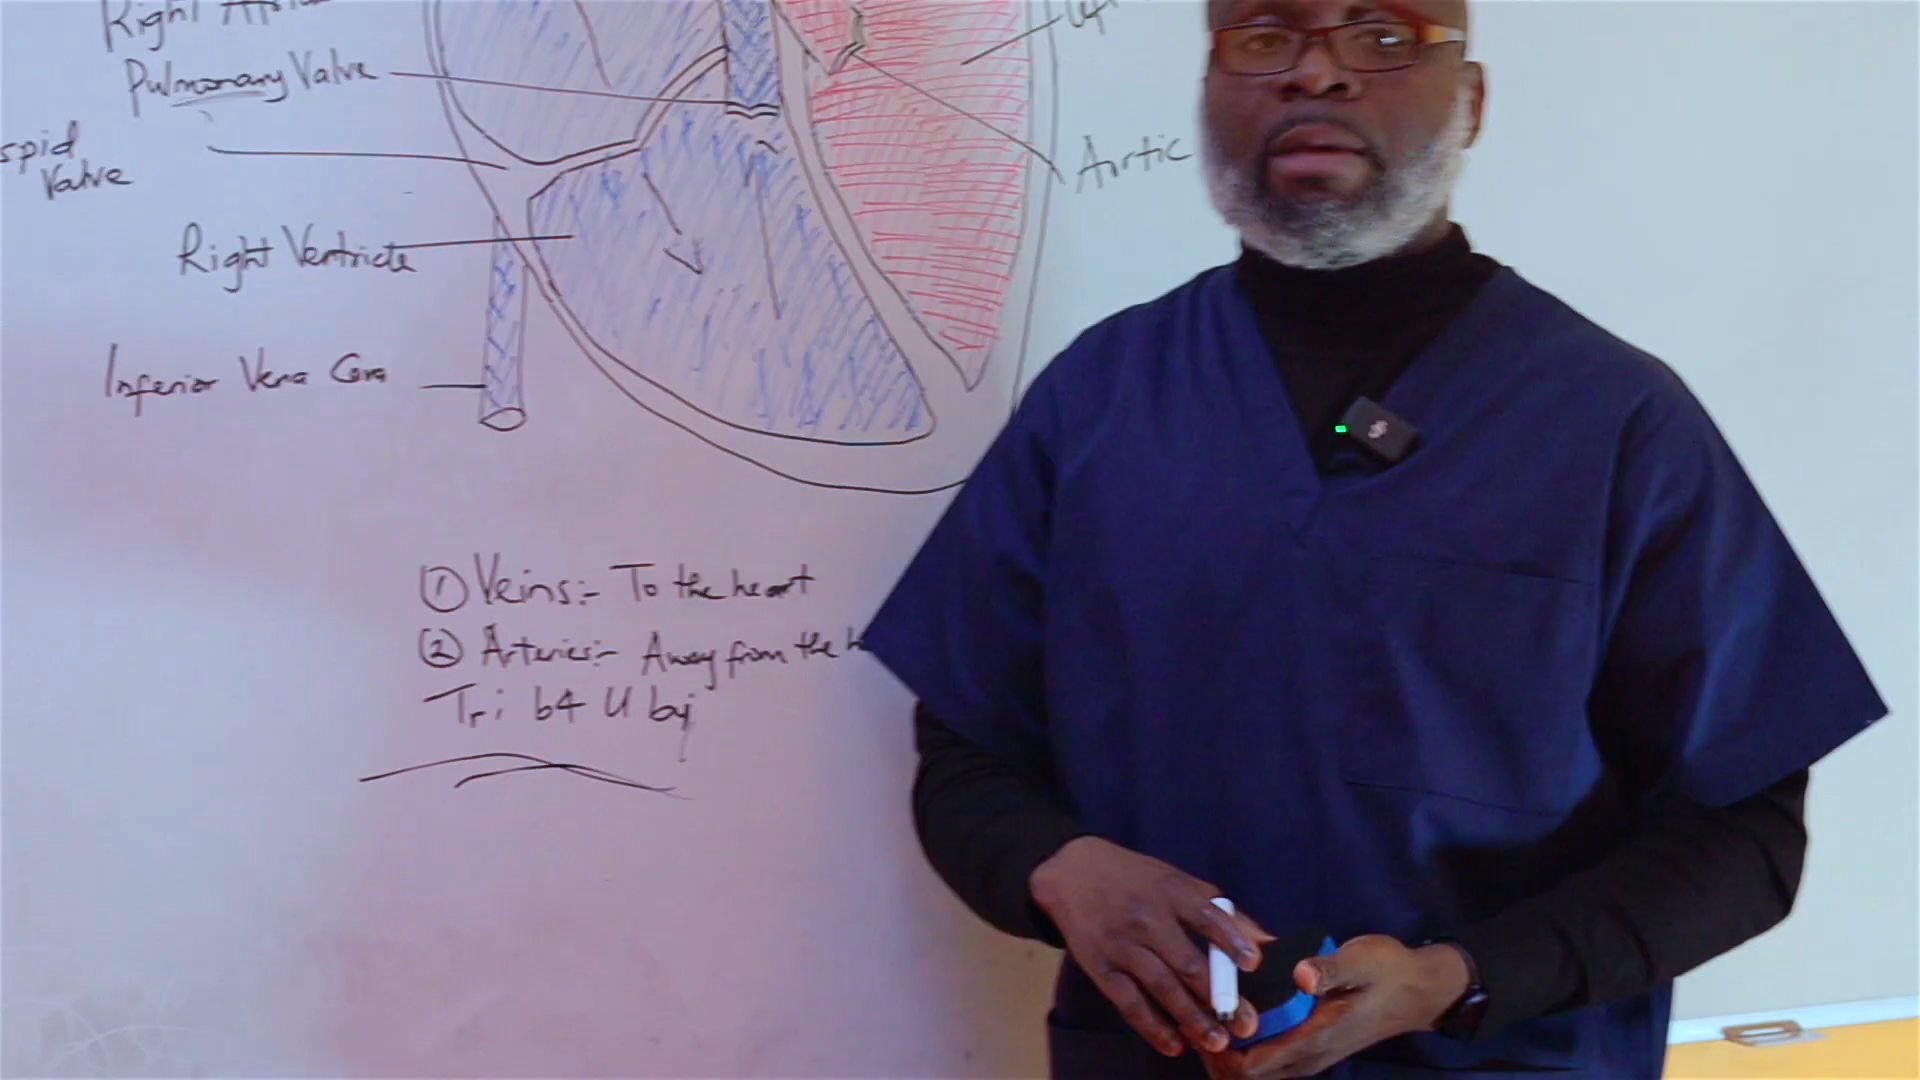 Right
Pulmonary Valve
spid
Valve
Airtic
Right Ventricle
Inferior Vena Cava
① Veins:- To the heart
② Arteries:- Away from the h
Tri b4 U bi